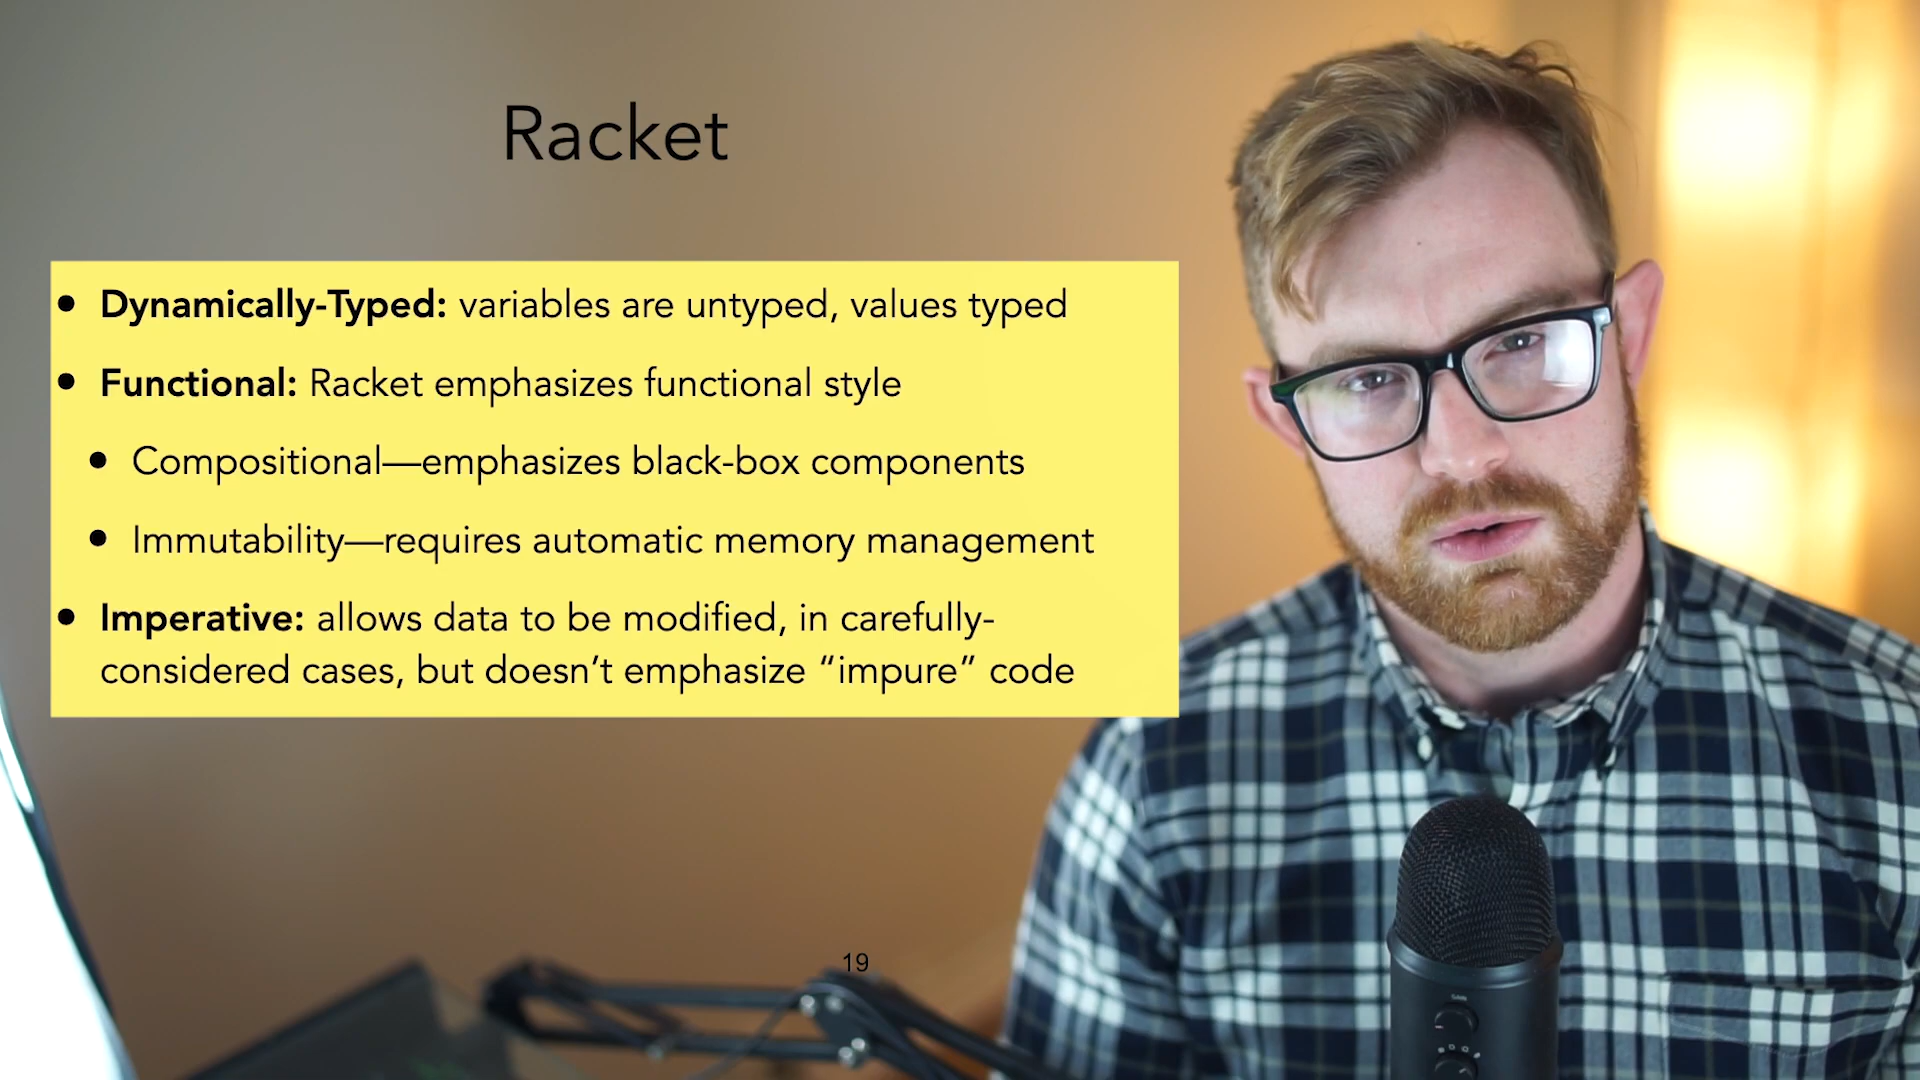 Racket
• Dynamically-Typed: variables are untyped, values typed
• Functional: Racket emphasizes functional style
• Compositional—emphasizes black-box components
• Immutability—requires automatic memory management
• Imperative: allows data to be modified, in carefully-
considered cases, but doesn’t emphasize “impure” code
19